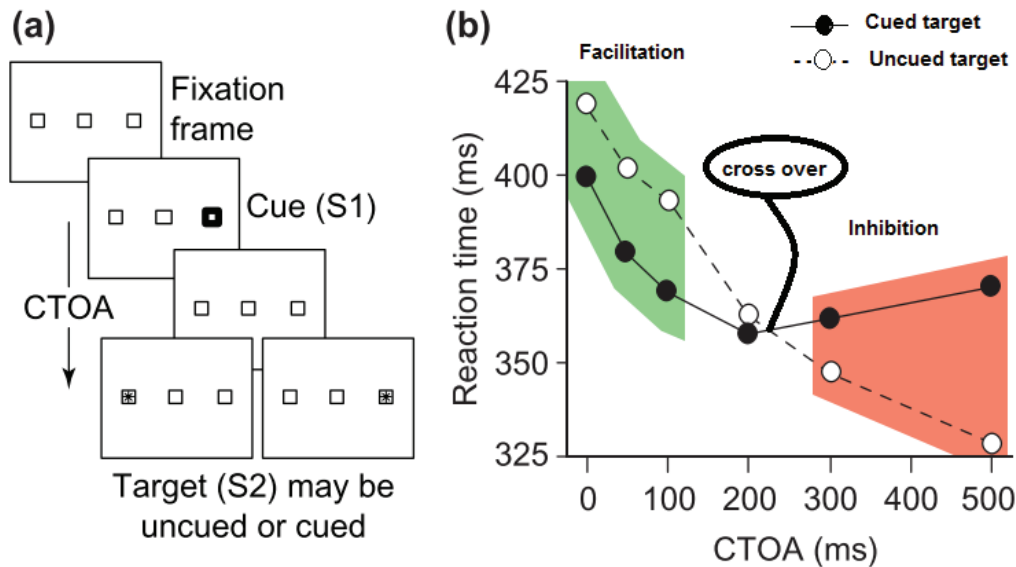 (a)
Fixation
frame
Cue (S1)
CTOA
Target (S2) may be
uncued or cued
(b)
Cued target
Uncued target
Facilitation
cross over
Inhibition
Reaction time (ms)
425
400
375
350
325
0 100 200 300 400 500
CTOA (ms)